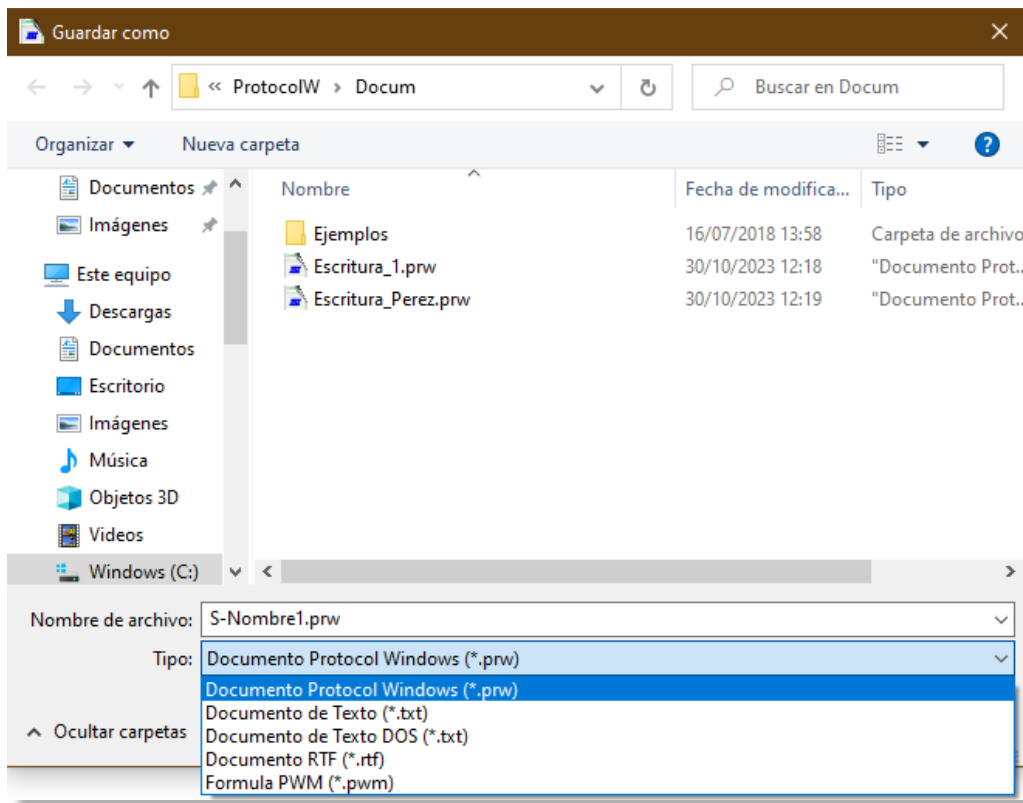 Guardar como
« ProtocolW › Docum
Buscar en Docum
Organizar
Nueva carpeta
Documentos
Imágenes
Este equipo
Descargas
Documentos
Escritorio
Imágenes
Música
Objetos 3D
Videos
Windows (C:)
Nombre Fecha de modifica... Tipo
Ejemplos 16/07/2018 13:58 Carpeta de archivo
Escritura_1.prw 30/10/2023 12:18 "Documento Prot...
Escritura_Perez.prw 30/10/2023 12:19 "Documento Prot...
Nombre de archivo: S-Nombre1.prw
Tipo: Documento Protocol Windows (*.prw)
Documento Protocol Windows (*.prw)
Documento de Texto (*.txt)
Documento de Texto DOS (*.txt)
Documento RTF (*.rtf)
Formula PWM (*.pwm)
Ocultar carpetas